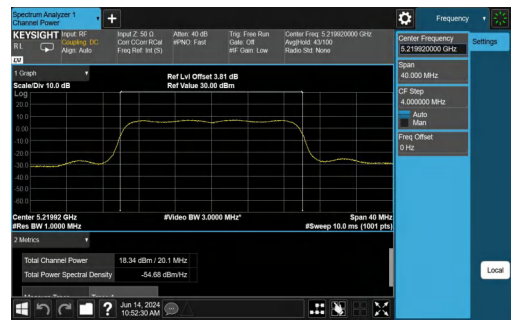 Spectrum Analyzer 1
Channel Power
+
Frequency
KEYSIGHT
RL
LXI
Input: RF
Coupling: DC
Align: Auto
Input Z: 50 Ω
Corr CCorr RCal
Freq Ref: Int (S)
Atten: 40 dB
#PNO: Fast
Trig: Free Run
Gate: Off
#IF Gain: Low
Center Freq: 5.219920000 GHz
Avg|Hold: 43/100
Radio Std: None
Center Frequency
5.219920000 GHz
Settings
Span
40.000 MHz
CF Step
4.000000 MHz
Auto
Man
Freq Offset
0 Hz
Local
1 Graph
Scale/Div 10.0 dB
Ref Lvl Offset 3.81 dB
Ref Value 30.00 dBm
Log
20.0
10.0
0.00
-10.0
-20.0
-30.0
-40.0
-50.0
-60.0
Center 5.21992 GHz
#Res BW 1.0000 MHz
#Video BW 3.0000 MHz*
Span 40 MHz
#Sweep 10.0 ms (1001 pts)
2 Metrics
Total Channel Power 18.34 dBm / 20.1 MHz
Total Power Spectral Density -54.68 dBm/Hz
?
Jun 14, 2024
10:52:30 AM